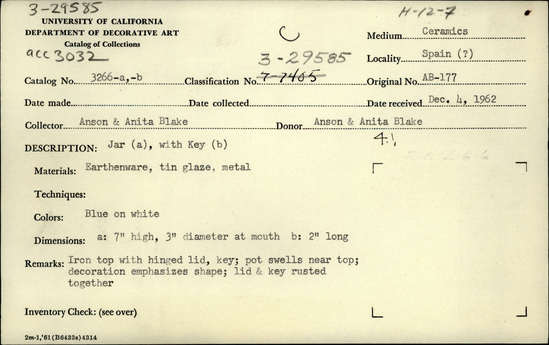 3-29585
H-12-7
UNIVERSITY OF CALIFORNIA
DEPARTMENT OF DECORATIVE ART
Catalog of Collections
acc 3032
C
Medium Ceramics
3-29585
Locality Spain (?)
Catalog No. 3266-a,-b Classification No. 7-7465 Original No. AB-177
Date made Date collected Date received Dec. 4, 1962
Collector Anson & Anita Blake Donor Anson & Anita Blake
DESCRIPTION: Jar (a), with Key (b)
Materials: Earthenware, tin glaze, metal
Techniques:
Colors: Blue on white
Dimensions: a: 7" high, 3" diameter at mouth b: 2" long
Remarks: Iron top with hinged lid, key; pot swells near top;
decoration emphasizes shape; lid & key rusted
together
Inventory Check: (see over)
2m-1,'61(B6433s)4314